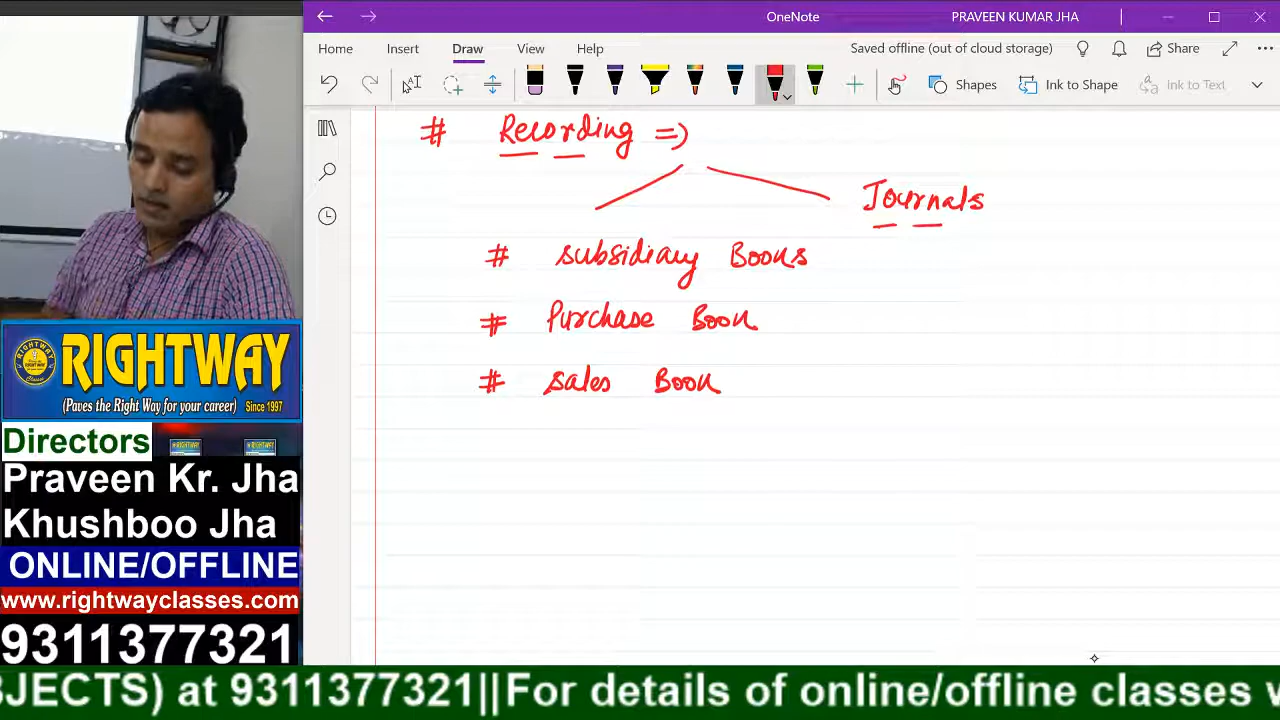 OneNote
PRAVEEN KUMAR JHA
Home Insert Draw View Help
Saved offline (out of cloud storage)
Share
Shapes
Ink to Shape
Ink to Text
# Recording =>
Journals
# subsidiary Books
# Purchase Book
# sales Book
RIGHTWAY
(Paves the Right Way for your career) Since 1997
Directors
Praveen Kr. Jha
Khushboo Jha
ONLINE/OFFLINE
www.rightwayclasses.com
9311377321
BJECTS) at 9311377321||For details of online/offline classes